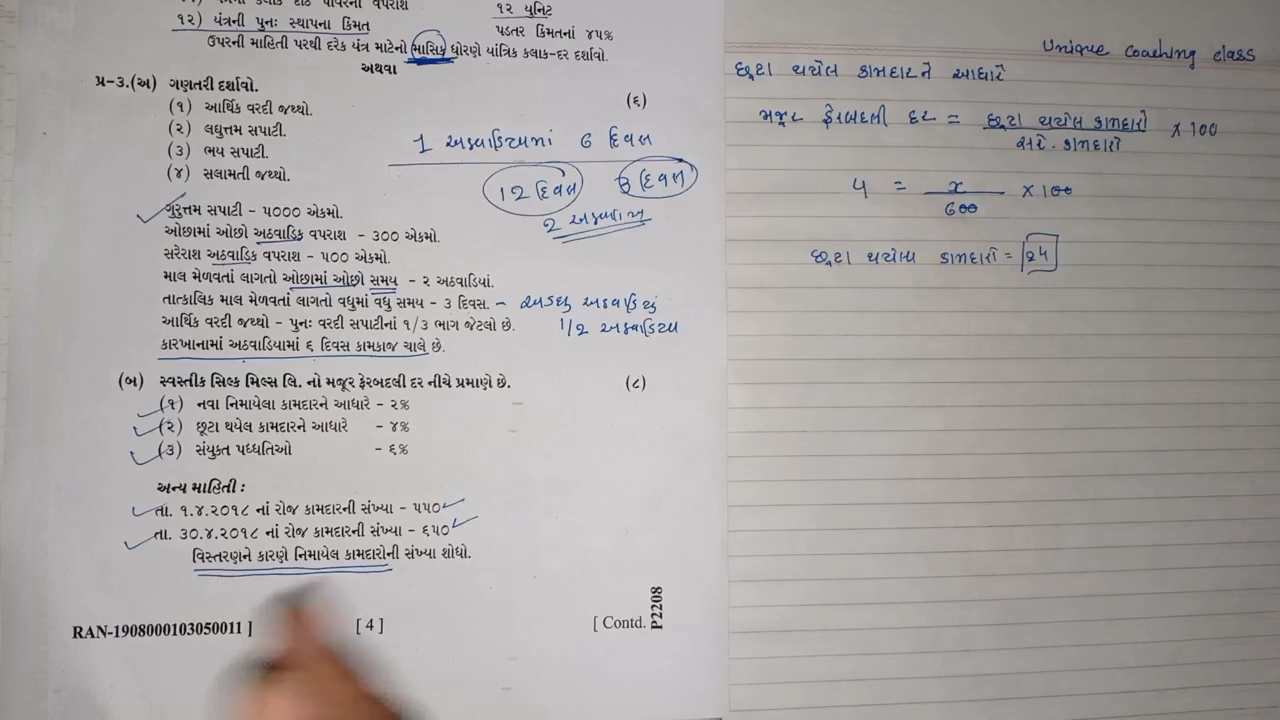 ૧૨) યંત્રની પુનઃ સ્થાપના કિંમત
૧૨ યુનિટ
પડતર કિંમતનાં ૪૫%
ઉપરની માહિતી પરથી દરેક યંત્ર માટેનો માસિક ધોરણે યાંત્રિક કલાક-દર દર્શાવો.
અથવા
પ્ર-૩.(અ) ગણતરી દર્શાવો. (૬)
(૧) આર્થિક વરદી જથ્થો.
(૨) લઘુત્તમ સપાટી.
(૩) ભય સપાટી.
(૪) સલામતી જથ્થો.
1 અઠવાડિયામાં 6 દિવસ
12 દિવસ 3 દિવસ
2 અઠવાડીયા
ગુરુત્તમ સપાટી - ૫૦૦૦ એકમો.
ઓછામાં ઓછો અઠવાડિક વપરાશ - ૩૦૦ એકમો.
સરેરાશ અઠવાડિક વપરાશ - ૫૦૦ એકમો.
માલ મેળવતાં લાગતો ઓછામાં ઓછો સમય - ૨ અઠવાડિયાં.
તાત્કાલિક માલ મેળવતાં લાગતો વધુમાં વધુ સમય - ૩ દિવસ. - અડધુ અઠવાડિયું
આર્થિક વરદી જથ્થો - પુનઃ વરદી સપાટીનાં ૧/૩ ભાગ જેટલો છે. 1/2 અઠવાડિયા
કારખાનામાં અઠવાડિયામાં ૬ દિવસ કામકાજ ચાલે છે.
(બ) સ્વસ્તીક સિલ્ક મિલ્સ લિ. નો મજૂર ફેરબદલી દર નીચે પ્રમાણે છે. (૮)
(૧) નવા નિમાયેલા કામદારને આધારે - ૨%
(૨) છૂટા થયેલ કામદારને આધારે - ૪%
(૩) સંયુક્ત પધ્ધતિઓ - ૬%
અન્ય માહિતી :
તા. ૧.૪.૨૦૧૮ નાં રોજ કામદારની સંખ્યા - ૫૫૦
તા. ૩૦.૪.૨૦૧૮ નાં રોજ કામદારની સંખ્યા - ૬૫૦
વિસ્તરણને કારણે નિમાયેલ કામદારોની સંખ્યા શોધો.
RAN-1908000103050011 ] [ 4 ] [ Contd.
P2208
Unique coaching class
છૂટા થયેલ કામદારને આધારે
મજૂર ફેરબદલી દર = છૂટા થયેલ કામદારો × 100
સરે. કામદારો
4 = x × 100
600
છૂટા થયેલા કામદારો = 24